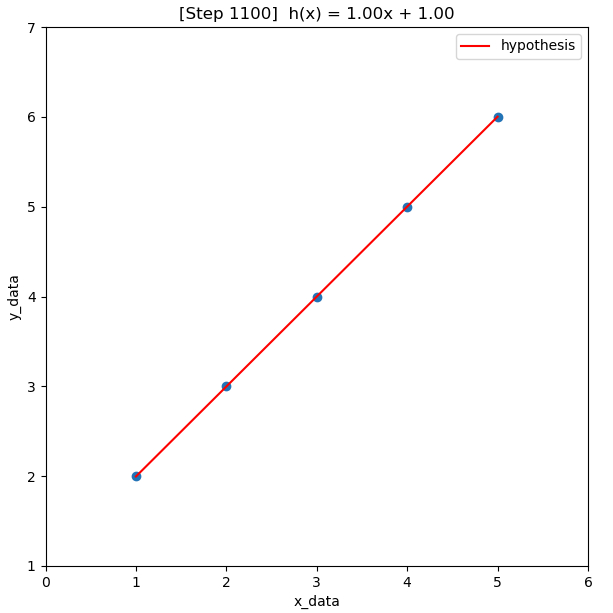 [Step 1100]  h(x) = 1.00x + 1.00
hypothesis
y_data
7
6
5
4
3
2
1
0 1 2 3 4 5 6
x_data